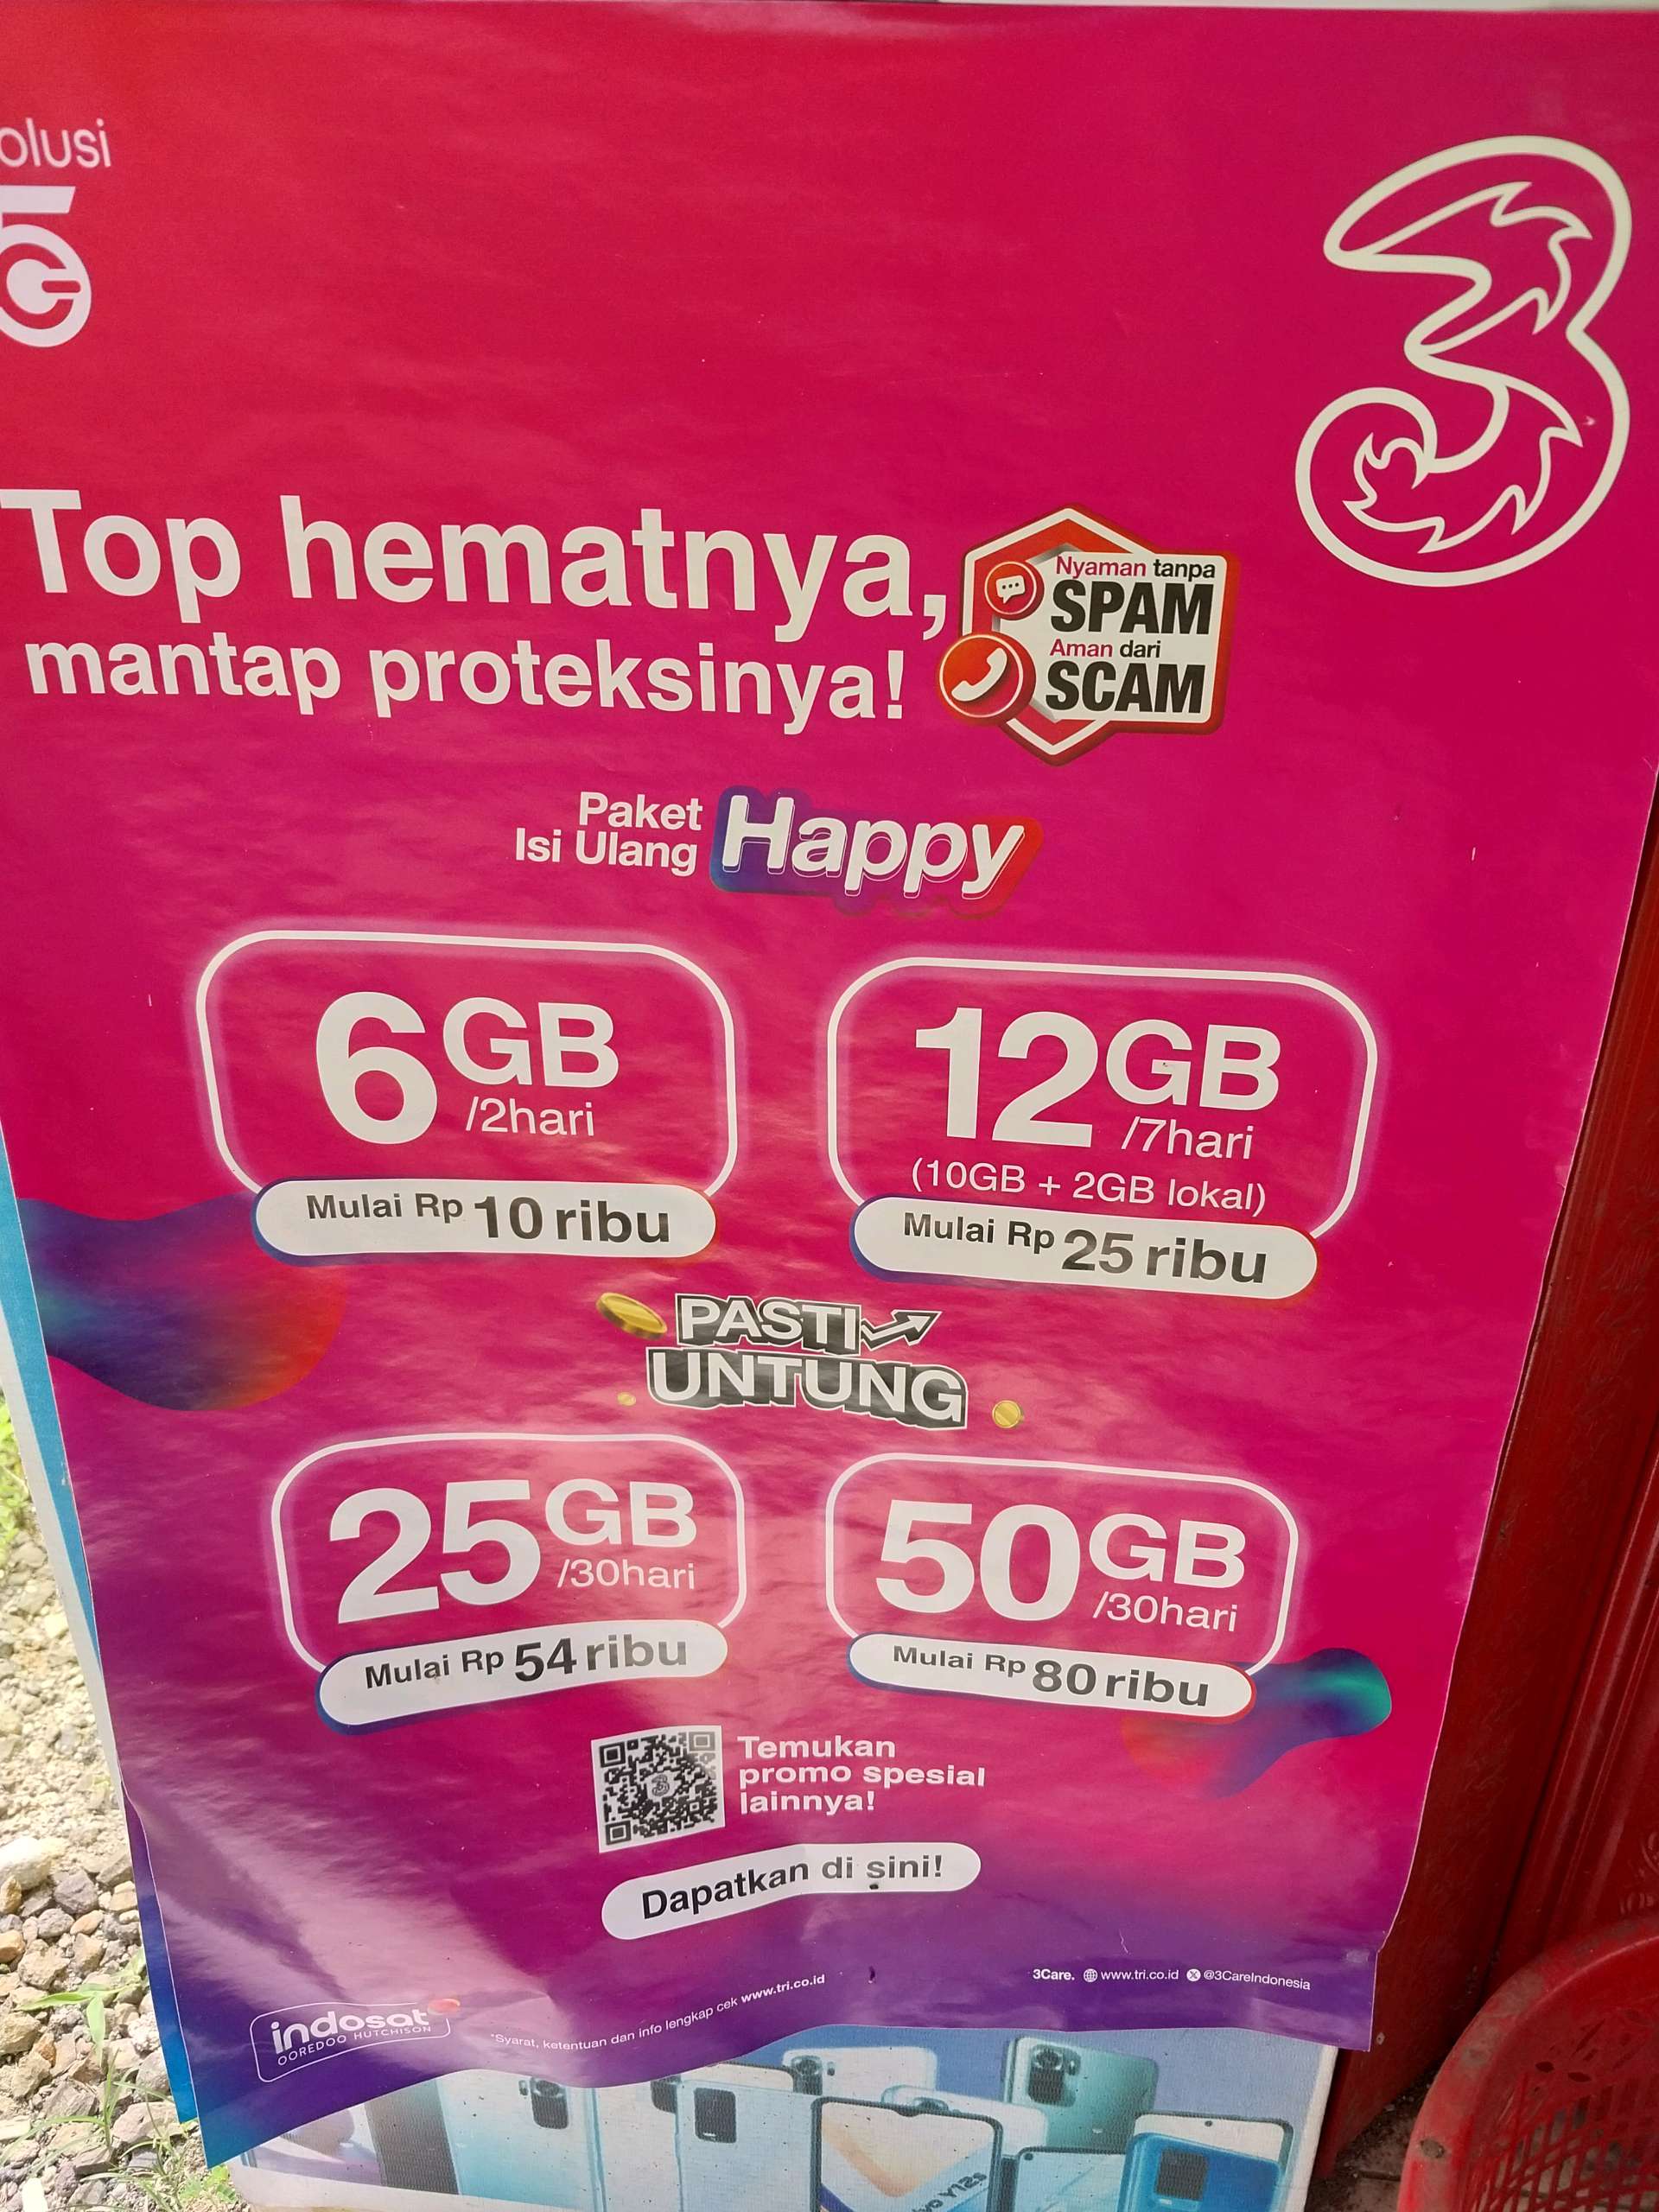 olusi
5G
3
Top hematnya,
mantap proteksinya!
Nyaman tanpa
SPAM
Aman dari
SCAM
Paket
Isi Ulang
Happy
6GB
/2hari
Mulai Rp 10 ribu
12GB
/7hari
(10GB + 2GB lokal)
Mulai Rp 25 ribu
PASTI
UNTUNG
25GB
/30hari
Mulai Rp 54 ribu
50GB
/30hari
Mulai Rp 80 ribu
Temukan
promo spesial
lainnya!
Dapatkan di sini!
indosat
OOREDOO HUTCHISON
*Syarat, ketentuan dan info lengkap cek www.tri.co.id
3Care. www.tri.co.id @3CareIndonesia
Y12s